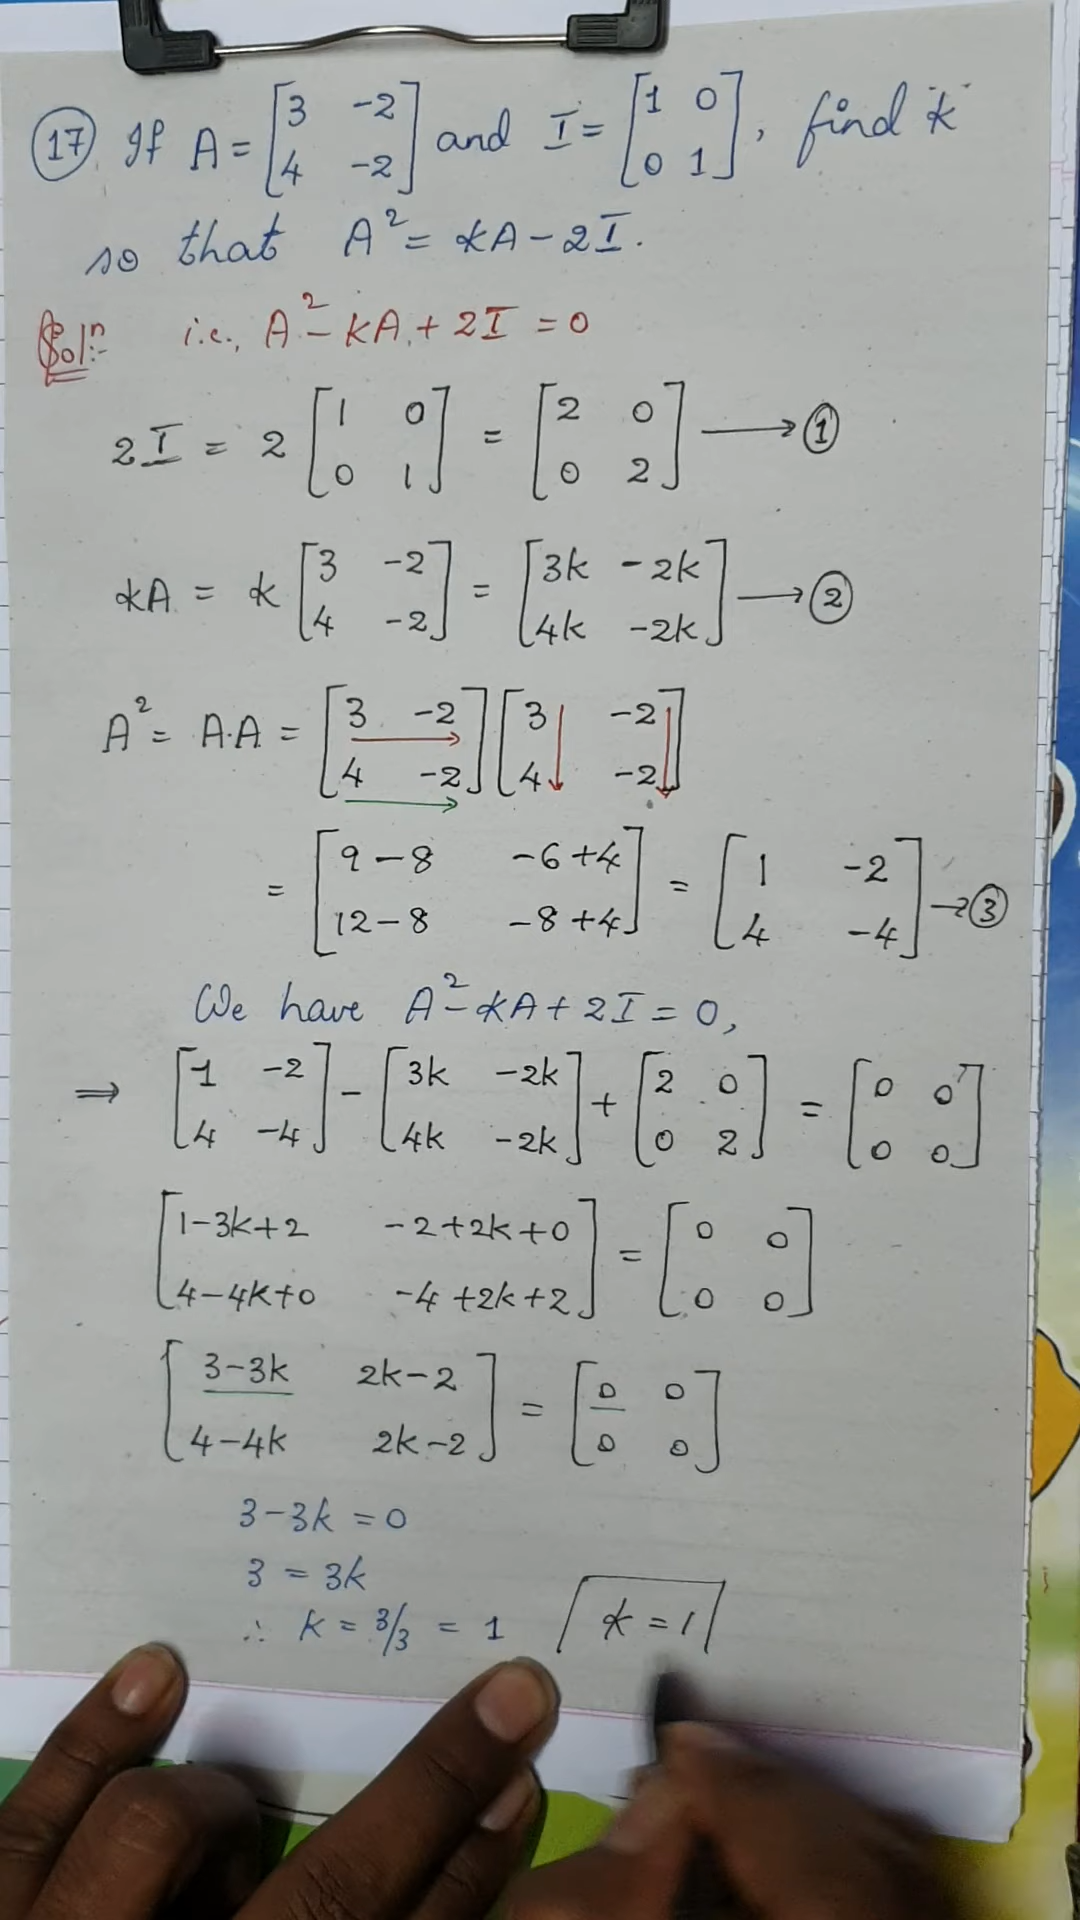 17. If A = [3 -2; 4 -2] and I = [1 0; 0 1], find 'k'
so that A² = kA - 2I.
Solⁿ:- i.e., A² - kA + 2I = 0
2I = 2 [1 0; 0 1] = [2 0; 0 2] → ①
kA = k [3 -2; 4 -2] = [3k -2k; 4k -2k] → ②
A² = A.A = [3 -2; 4 -2] [3 -2; 4 -2]
= [9-8 -6+4; 12-8 -8+4] = [1 -2; 4 -4] → ③
We have A² - kA + 2I = 0,
⇒ [1 -2; 4 -4] - [3k -2k; 4k -2k] + [2 0; 0 2] = [0 0; 0 0]
[1-3k+2 -2+2k+0; 4-4k+0 -4+2k+2] = [0 0; 0 0]
[3-3k 2k-2; 4-4k 2k-2] = [0 0; 0 0]
3-3k = 0
3 = 3k
∴ k = 3/3 = 1 k = 1